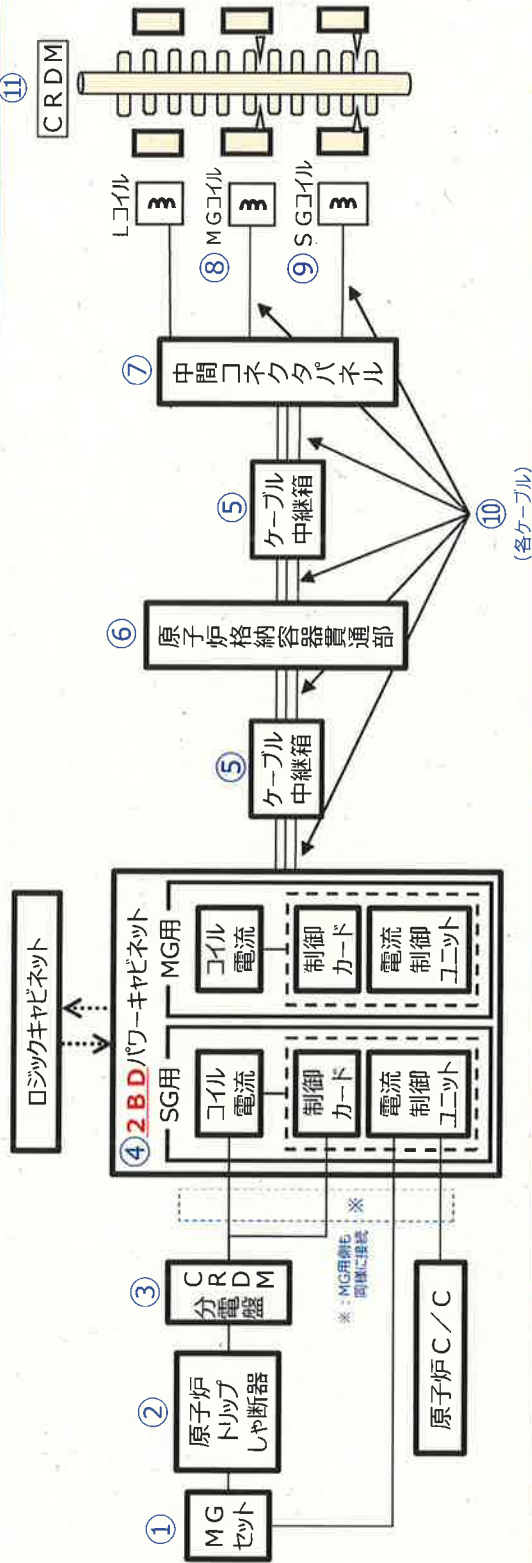 ロジックキャビネット
①
MG
セット
②
原子炉
トリップ
しゃ断器
③
CRDM
分電盤
④2BDパワーキャビネット
SG用
コイル
電流
制御
カード
電流
制御
ユニット
MG用
コイル
電流
制御
カード
電流
制御
ユニット
※
※：MG用側も
同様に接続
原子炉C／C
⑤
ケーブル
中継箱
⑥
原子炉格納容器貫通部
⑤
ケーブル
中継箱
⑦
中間コネクタパネル
Lコイル
⑧
MGコイル
⑨
SGコイル
⑩
(各ケーブル)
⑪
CRDM